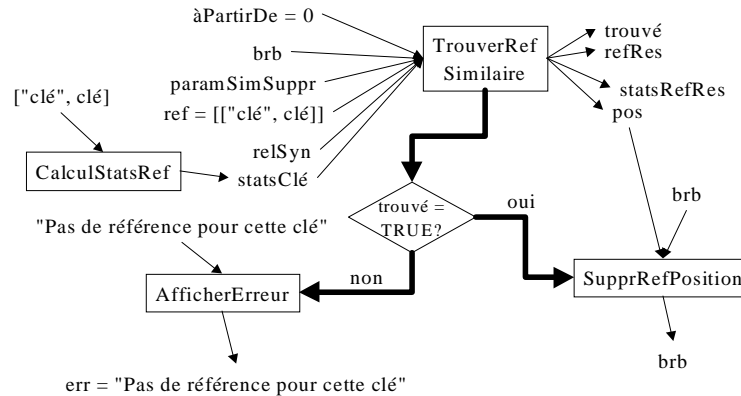 àPartirDe = 0
brb
paramSimSuppr
ref = [["clé", clé]]
relSyn
statsClé
["clé", clé]
CalculStatsRef
TrouverRef
Similaire
trouvé
refRes
statsRefRes
pos
trouvé =
TRUE?
oui
non
brb
"Pas de référence pour cette clé"
AfficherErreur
SupprRefPosition
brb
err = "Pas de référence pour cette clé"